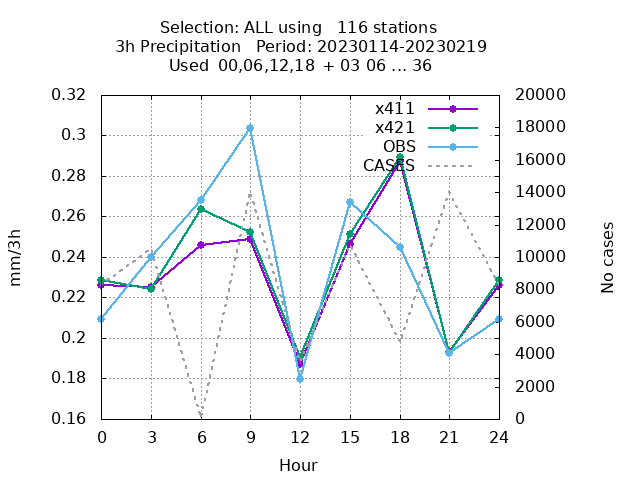 Selection: ALL using   116 stations
3h Precipitation   Period: 20230114-20230219
Used  00,06,12,18  + 03 06 ... 36
0.32
0.3
0.28
0.26
0.24
0.22
0.2
0.18
0.16
mm/3h
x411
x421
OBS
CASES
20000
18000
16000
14000
12000
10000
8000
6000
4000
2000
0
No cases
0 3 6 9 12 15 18 21 24
Hour